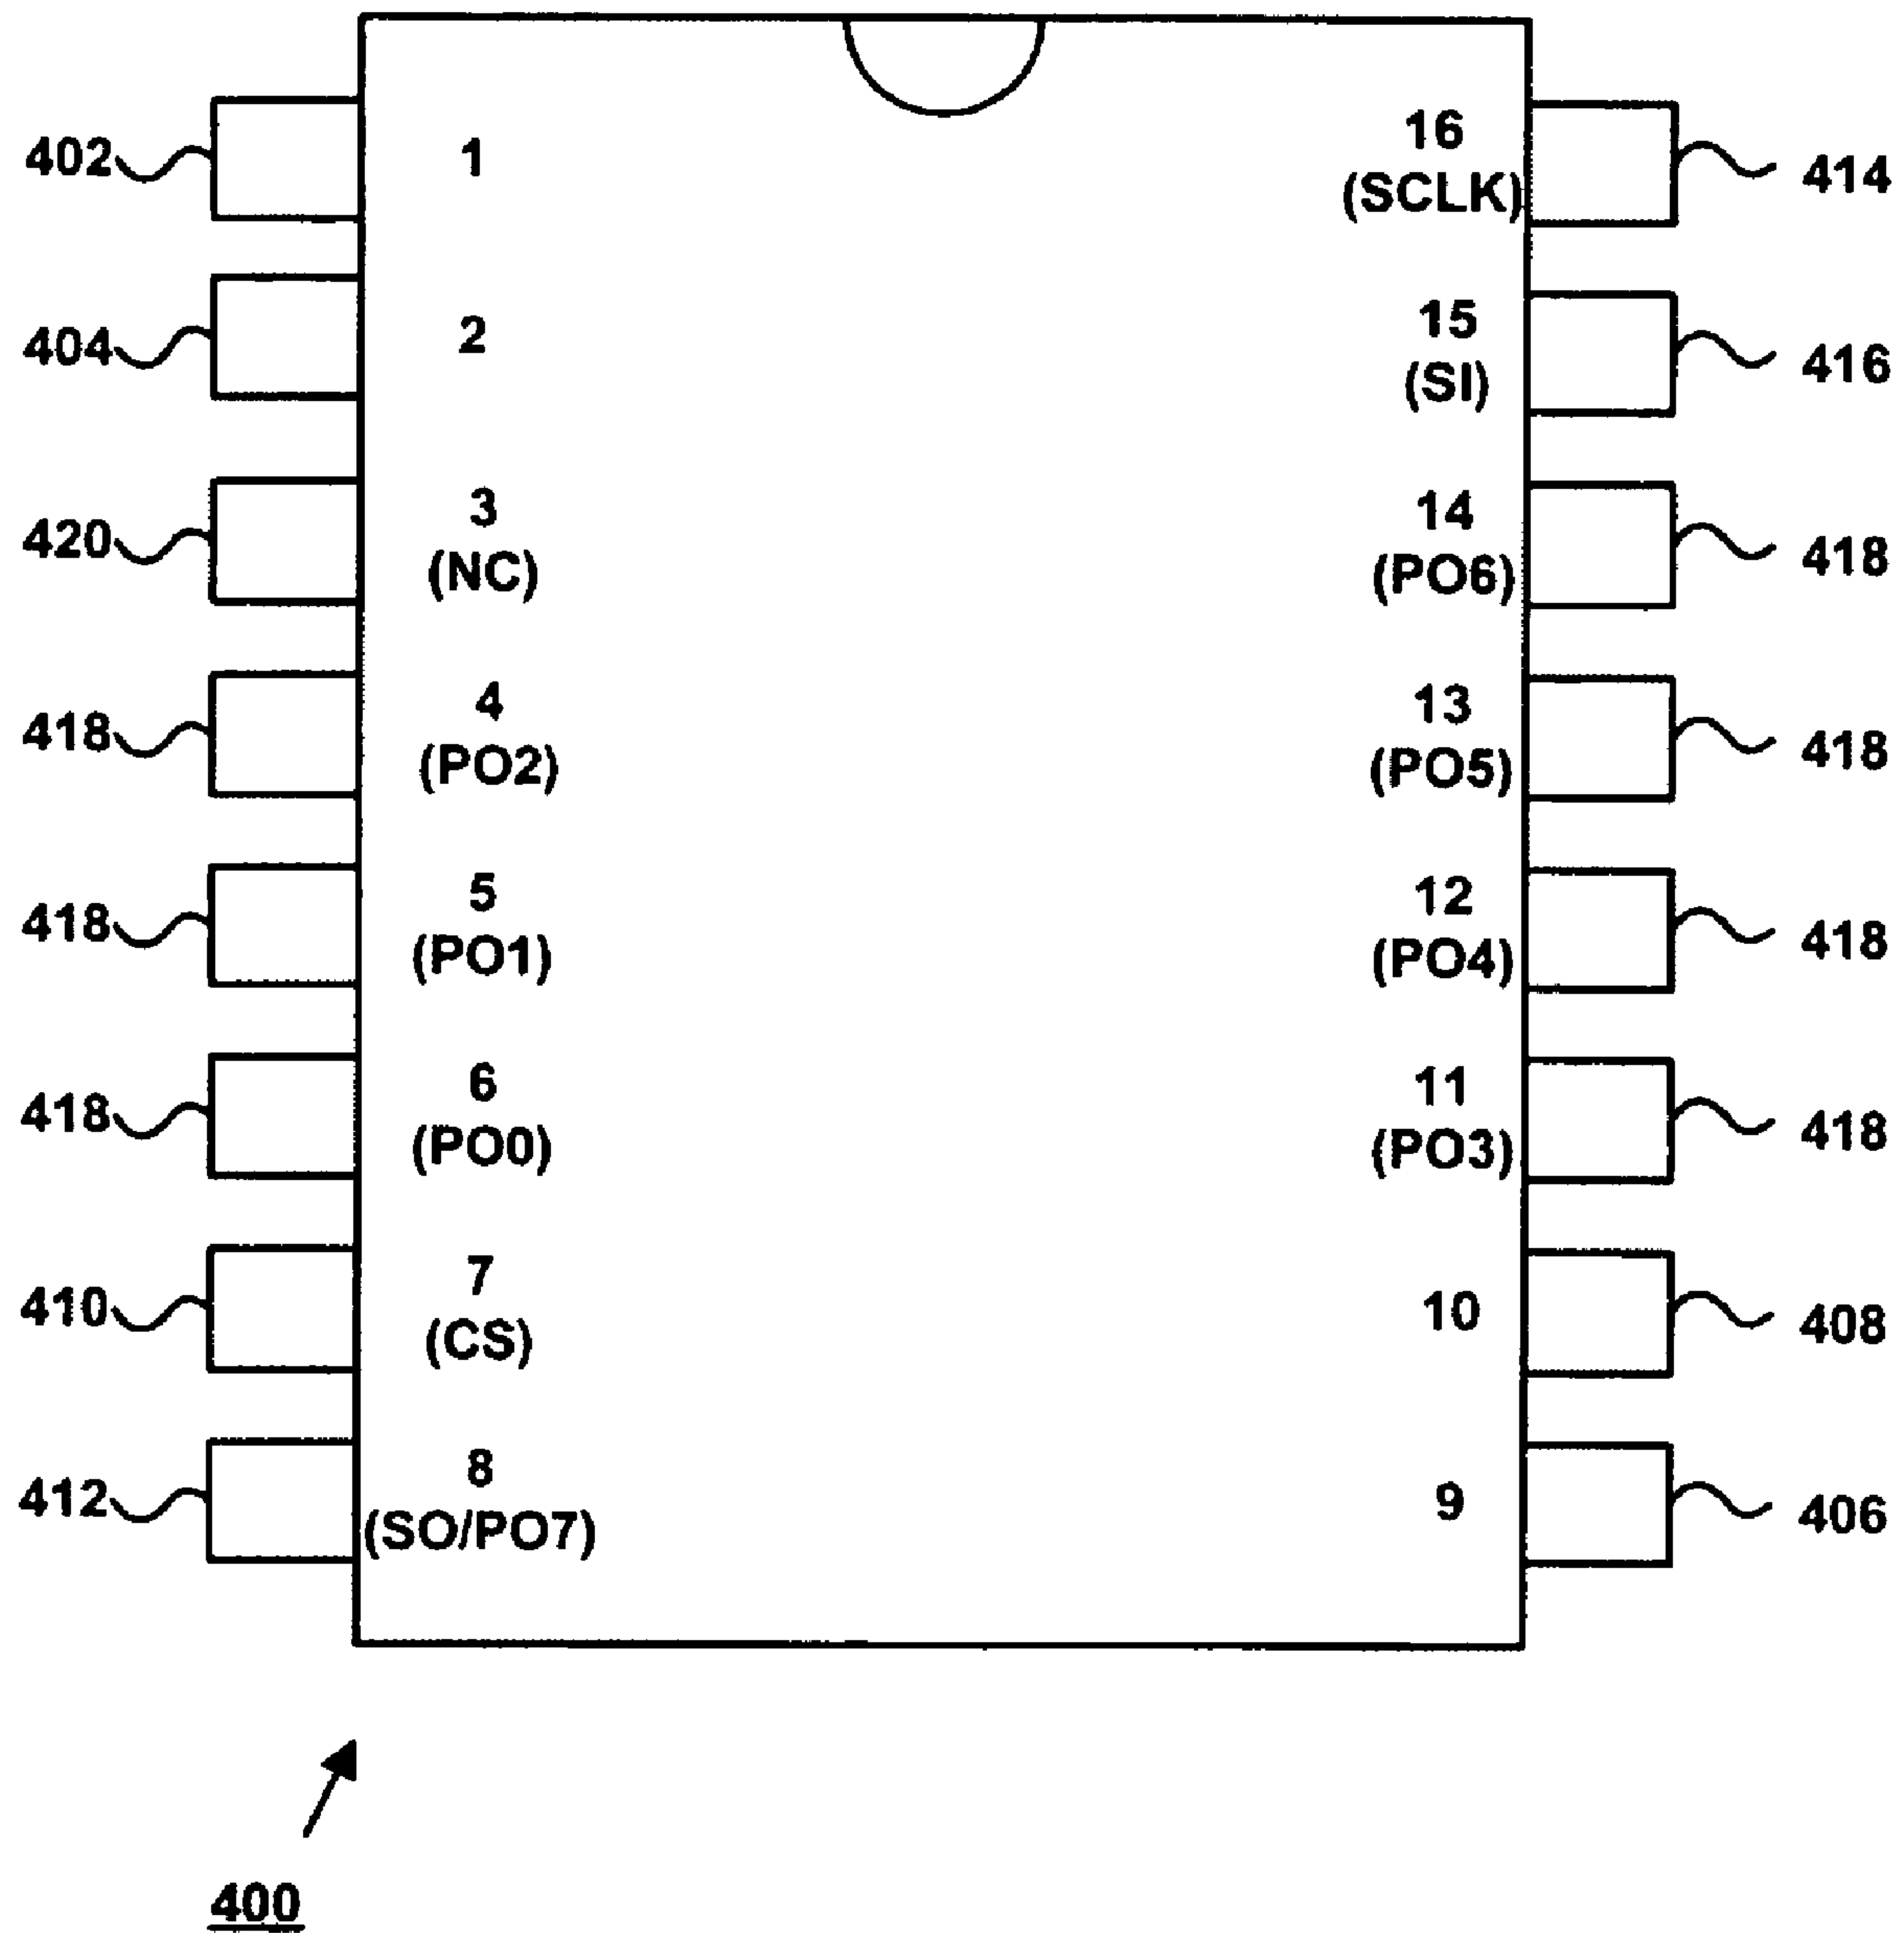 402 1 16 414
(SCLK)
404 2 15 416
(SI)
420 3 14 418
(NC) (PO6)
418 4 13 418
(PO2) (PO5)
418 5 12 418
(PO1) (PO4)
418 6 11 418
(PO0) (PO3)
410 7 10 408
(CS)
412 8 9 406
(SO/PO7)
400